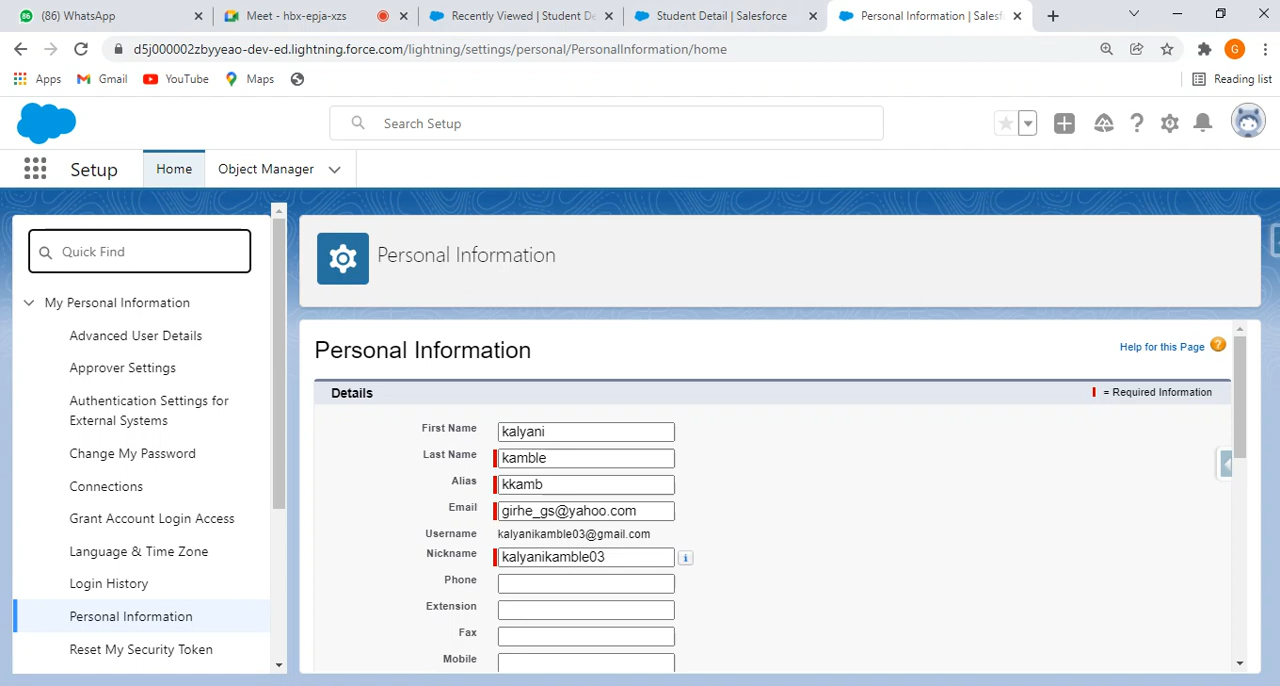 86
(86) WhatsApp
Meet - hbx-epja-xzs
Recently Viewed | Student De
Student Detail | Salesforce
Personal Information | Salesf
d5j000002zbyyeao-dev-ed.lightning.force.com/lightning/settings/personal/PersonalInformation/home
G
Apps
Gmail
YouTube
Maps
Reading list
Search Setup
Setup
Home
Object Manager
Quick Find
My Personal Information
Advanced User Details
Approver Settings
Authentication Settings for
External Systems
Change My Password
Connections
Grant Account Login Access
Language & Time Zone
Login History
Personal Information
Reset My Security Token
Personal Information
Personal Information
Help for this Page ?
Details
= Required Information
First Name kalyani
Last Name kamble
Alias kkamb
Email girhe_gs@yahoo.com
Username kalyanikamble03@gmail.com
Nickname kalyanikamble03 i
Phone
Extension
Fax
Mobile